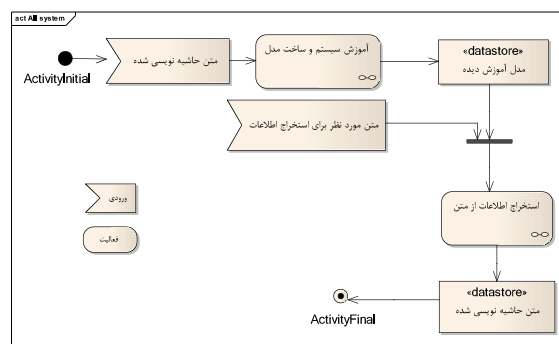 act All system
ActivityInitial
متن حاشیه نویسی شده
آموزش سیستم و ساخت مدل
«datastore»
مدل آموزش دیده
متن مورد نظر برای استخراج اطلاعات
ورودی
فعالیت
استخراج اطلاعات از متن
«datastore»
متن حاشیه نویسی شده
ActivityFinal